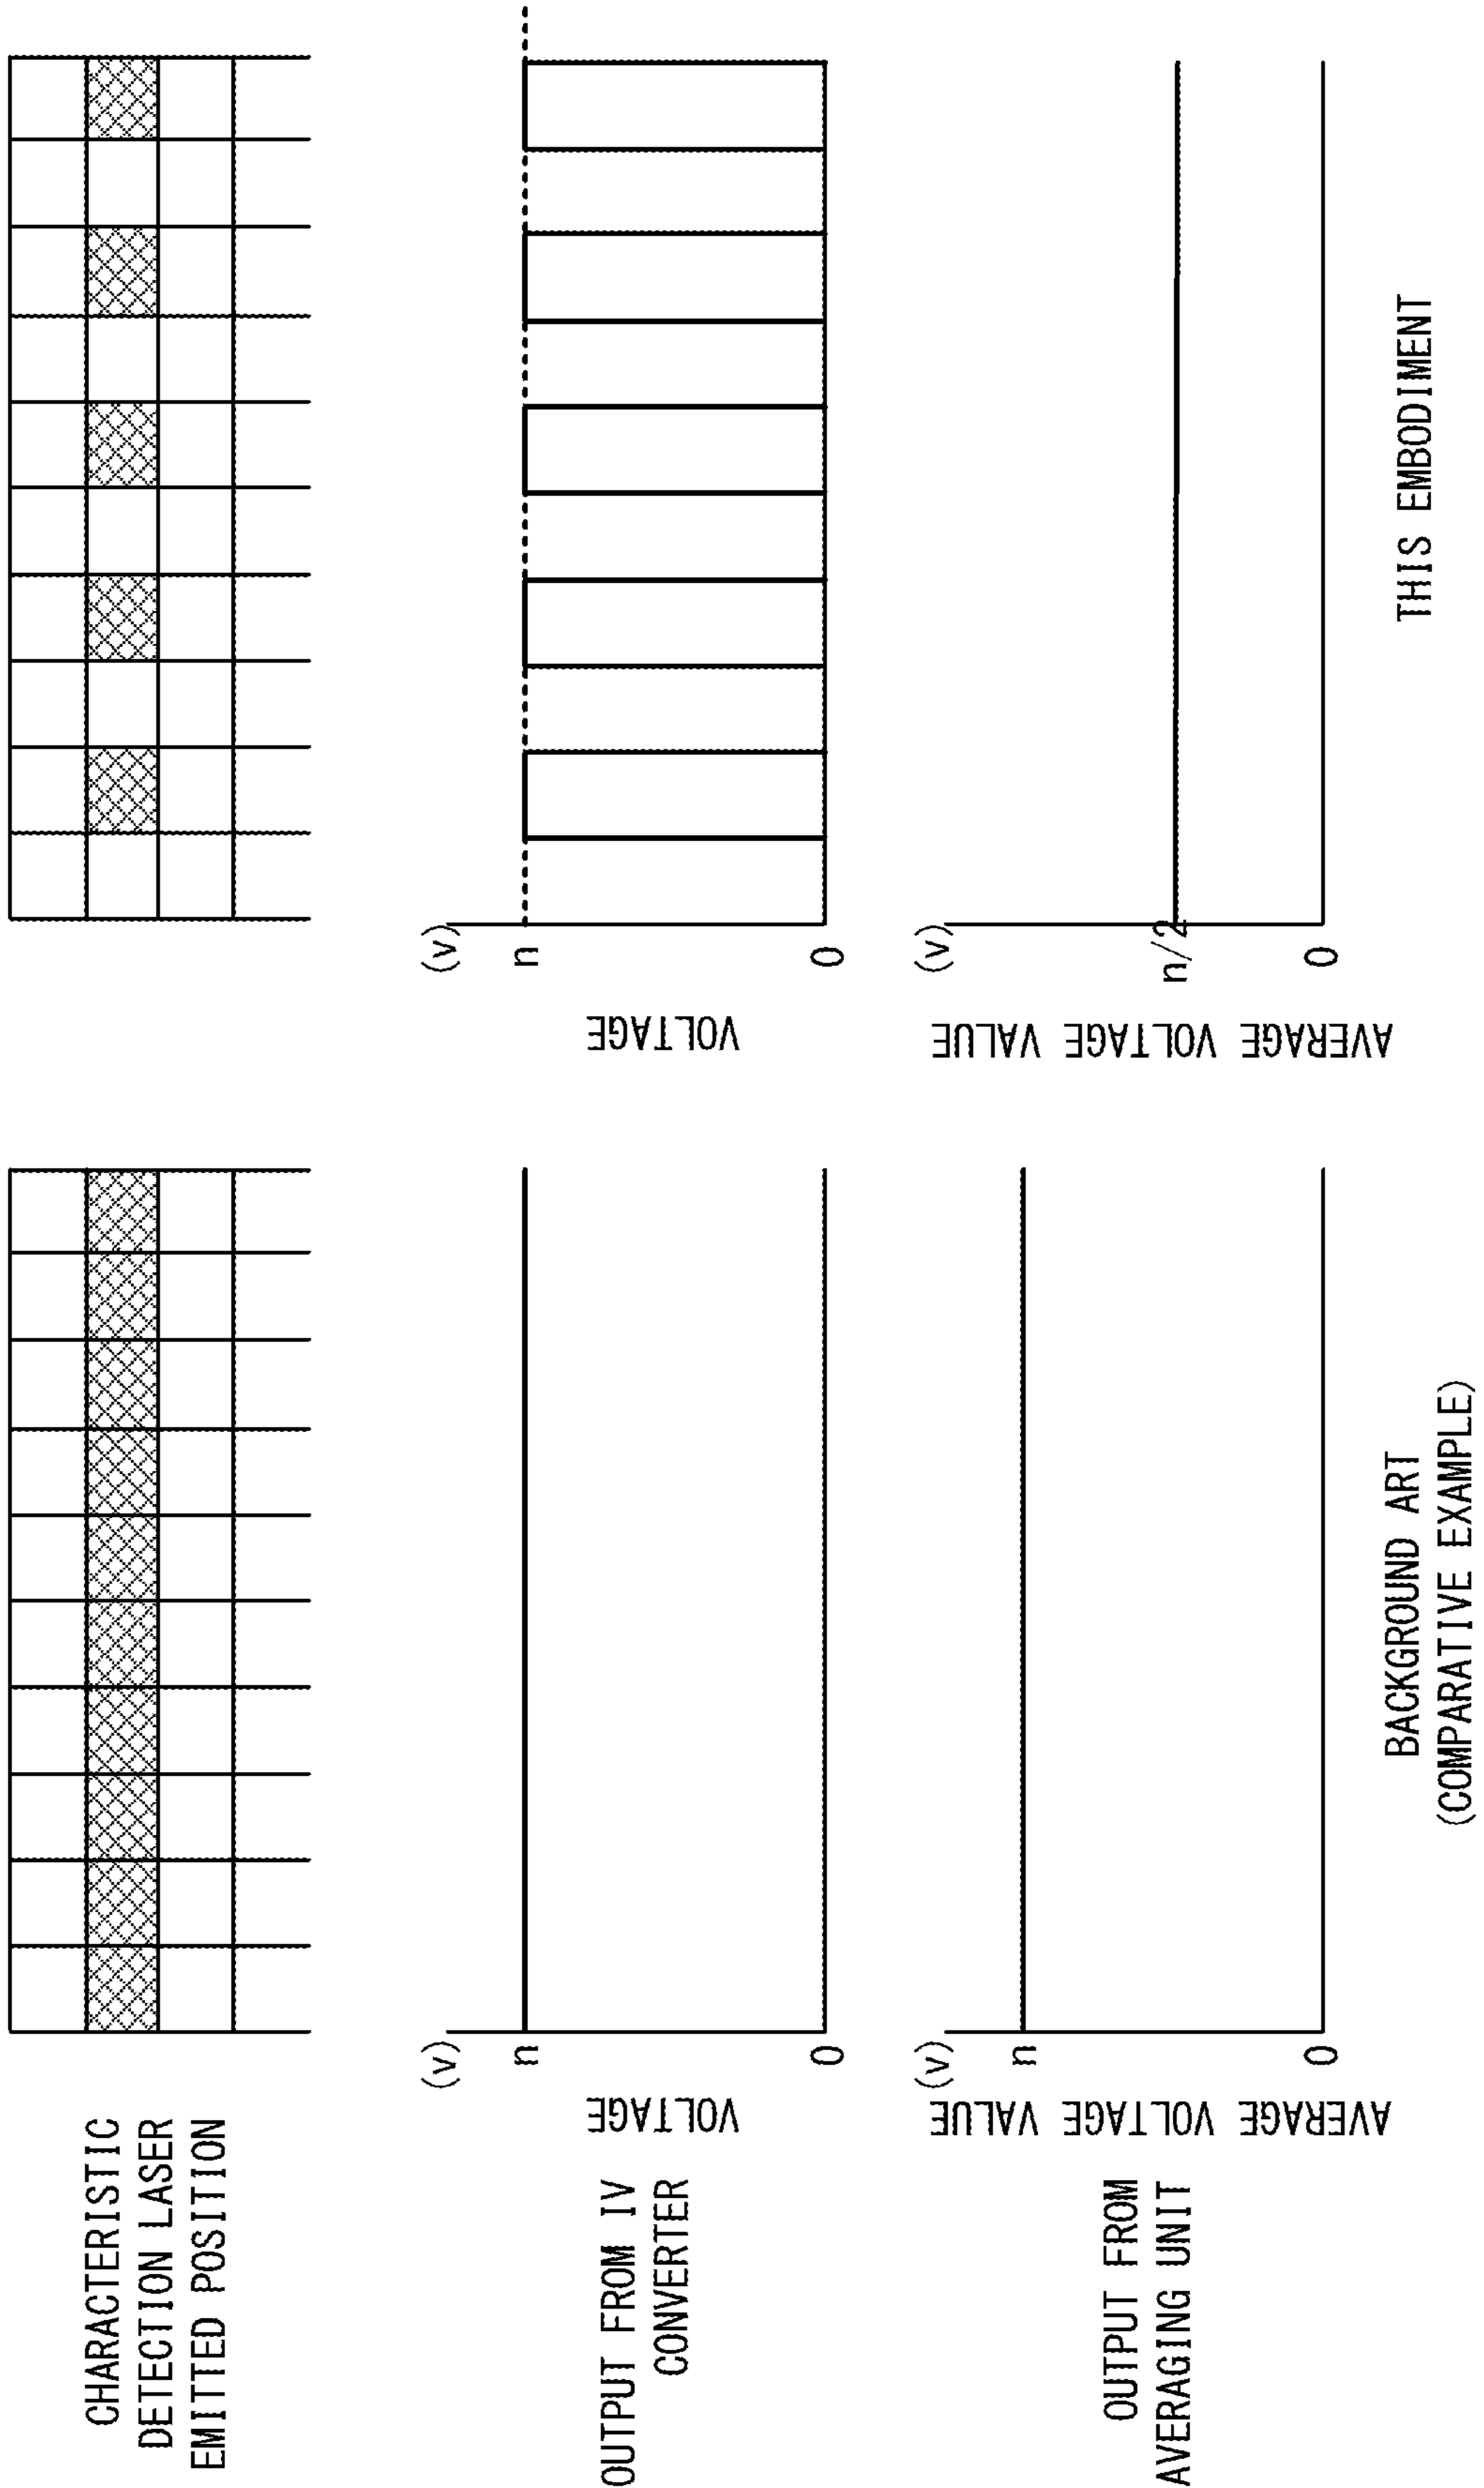 CHARACTERISTIC
DETECTION LASER
EMITTED POSITION
OUTPUT FROM IV
CONVERTER
VOLTAGE
(v)
n
0
VOLTAGE
(v)
n
0
OUTPUT FROM
AVERAGING UNIT
AVERAGE VOLTAGE VALUE
(v)
n
0
AVERAGE VOLTAGE VALUE
(v)
n/2
0
BACKGROUND ART
(COMPARATIVE EXAMPLE)
THIS EMBODIMENT